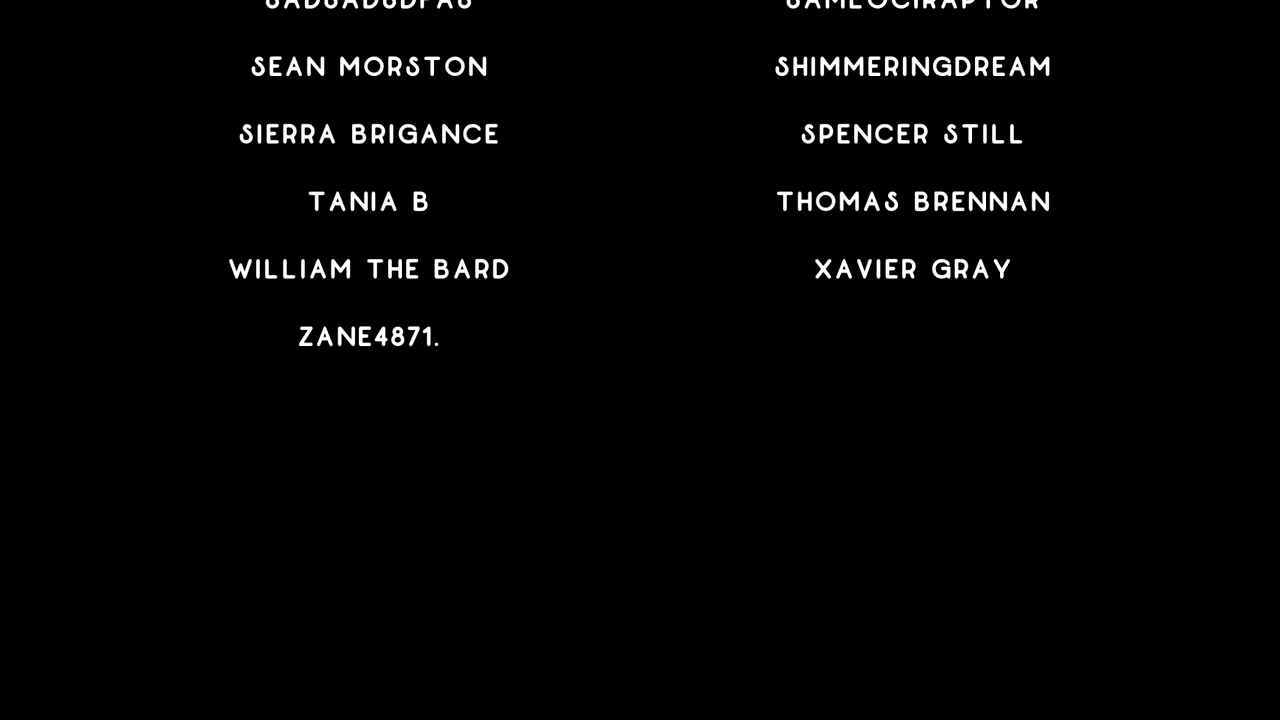 SEAN MORSTON SHIMMERINGDREAM
SIERRA BRIGANCE SPENCER STILL
TANIA B THOMAS BRENNAN
WILLIAM THE BARD XAVIER GRAY
ZANE4871.